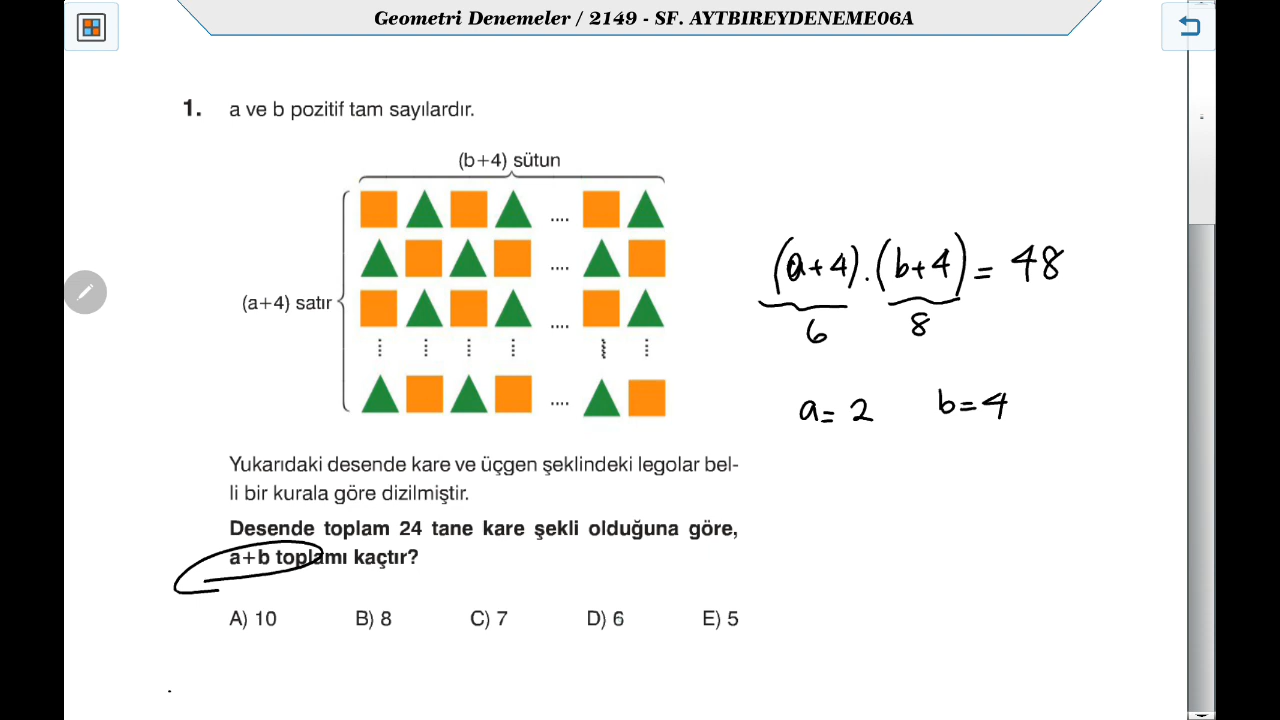 Geometri Denemeler / 2149 - SF. AYTBIREYDENEME06A
1. a ve b pozitif tam sayılardır.
(b+4) sütun
....
....
(a+4) satır
....
....
(a+4).(b+4) = 48
6 8
a = 2 b = 4
Yukarıdaki desende kare ve üçgen şeklindeki legolar bel-
li bir kurala göre dizilmiştir.
Desende toplam 24 tane kare şekli olduğuna göre,
a+b toplamı kaçtır?
A) 10 B) 8 C) 7 D) 6 E) 5